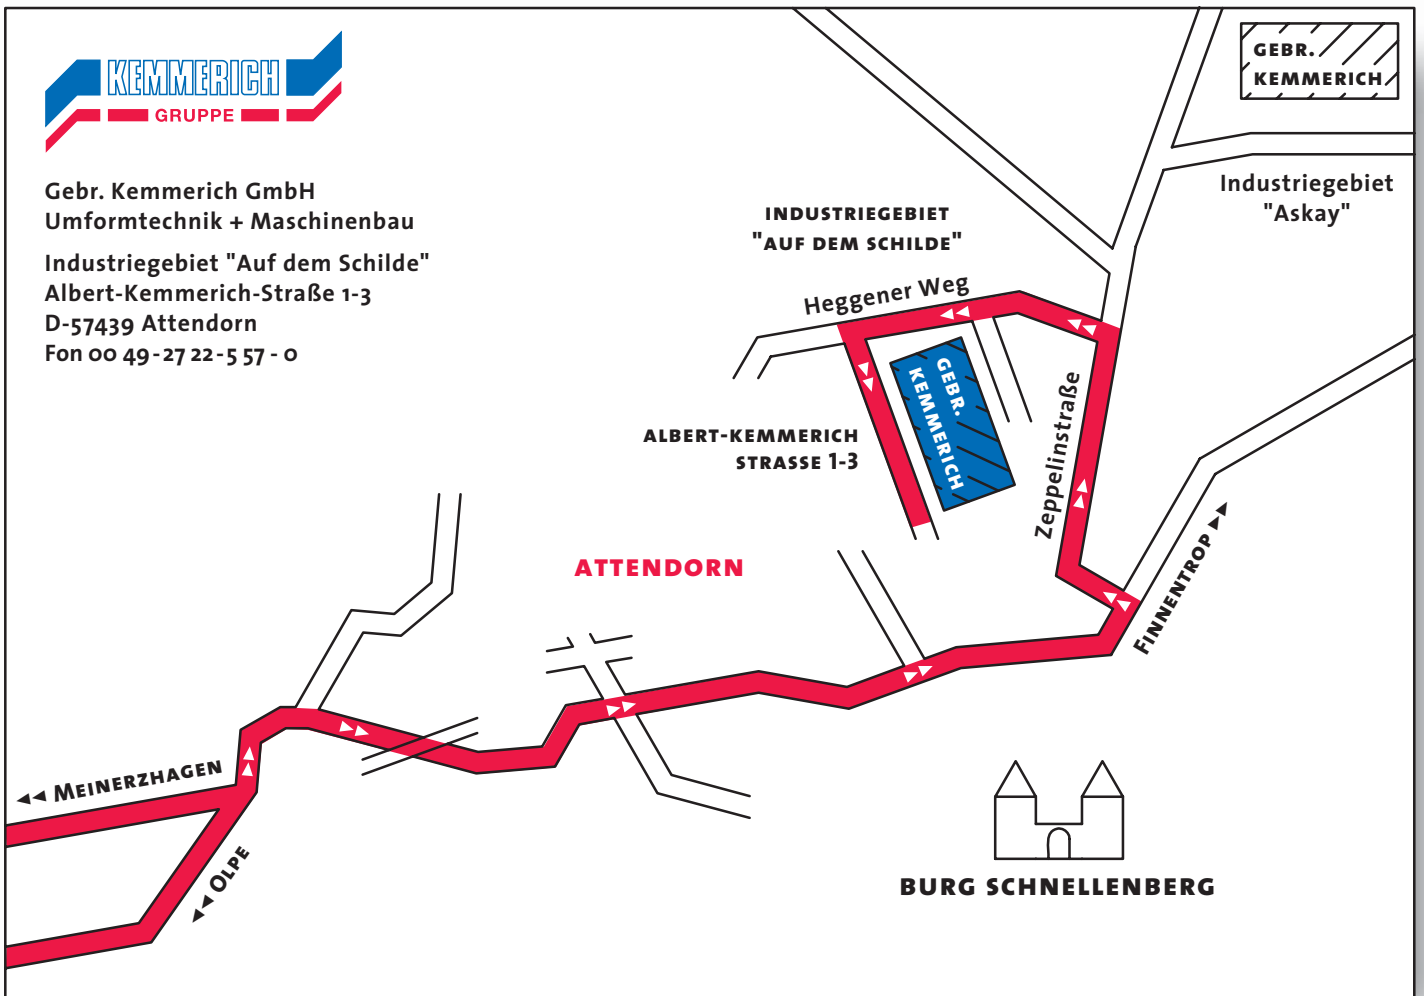 KEMMERICH
GRUPPE
Gebr. Kemmerich GmbH
Umformtechnik + Maschinenbau
Industriegebiet "Auf dem Schilde"
Albert-Kemmerich-Straße 1-3
D-57439 Attendorn
Fon 00 49-27 22-5 57-0
GEBR.
KEMMERICH
Industriegebiet
"Askay"
INDUSTRIEGEBIET
"AUF DEM SCHILDE"
Heggener Weg
GEBR.
KEMMERICH
ALBERT-KEMMERICH
STRASSE 1-3
Zeppelinstraße
ATTENDORN
FINNENTROP
MEINERZHAGEN
OLPE
BURG SCHNELLENBERG